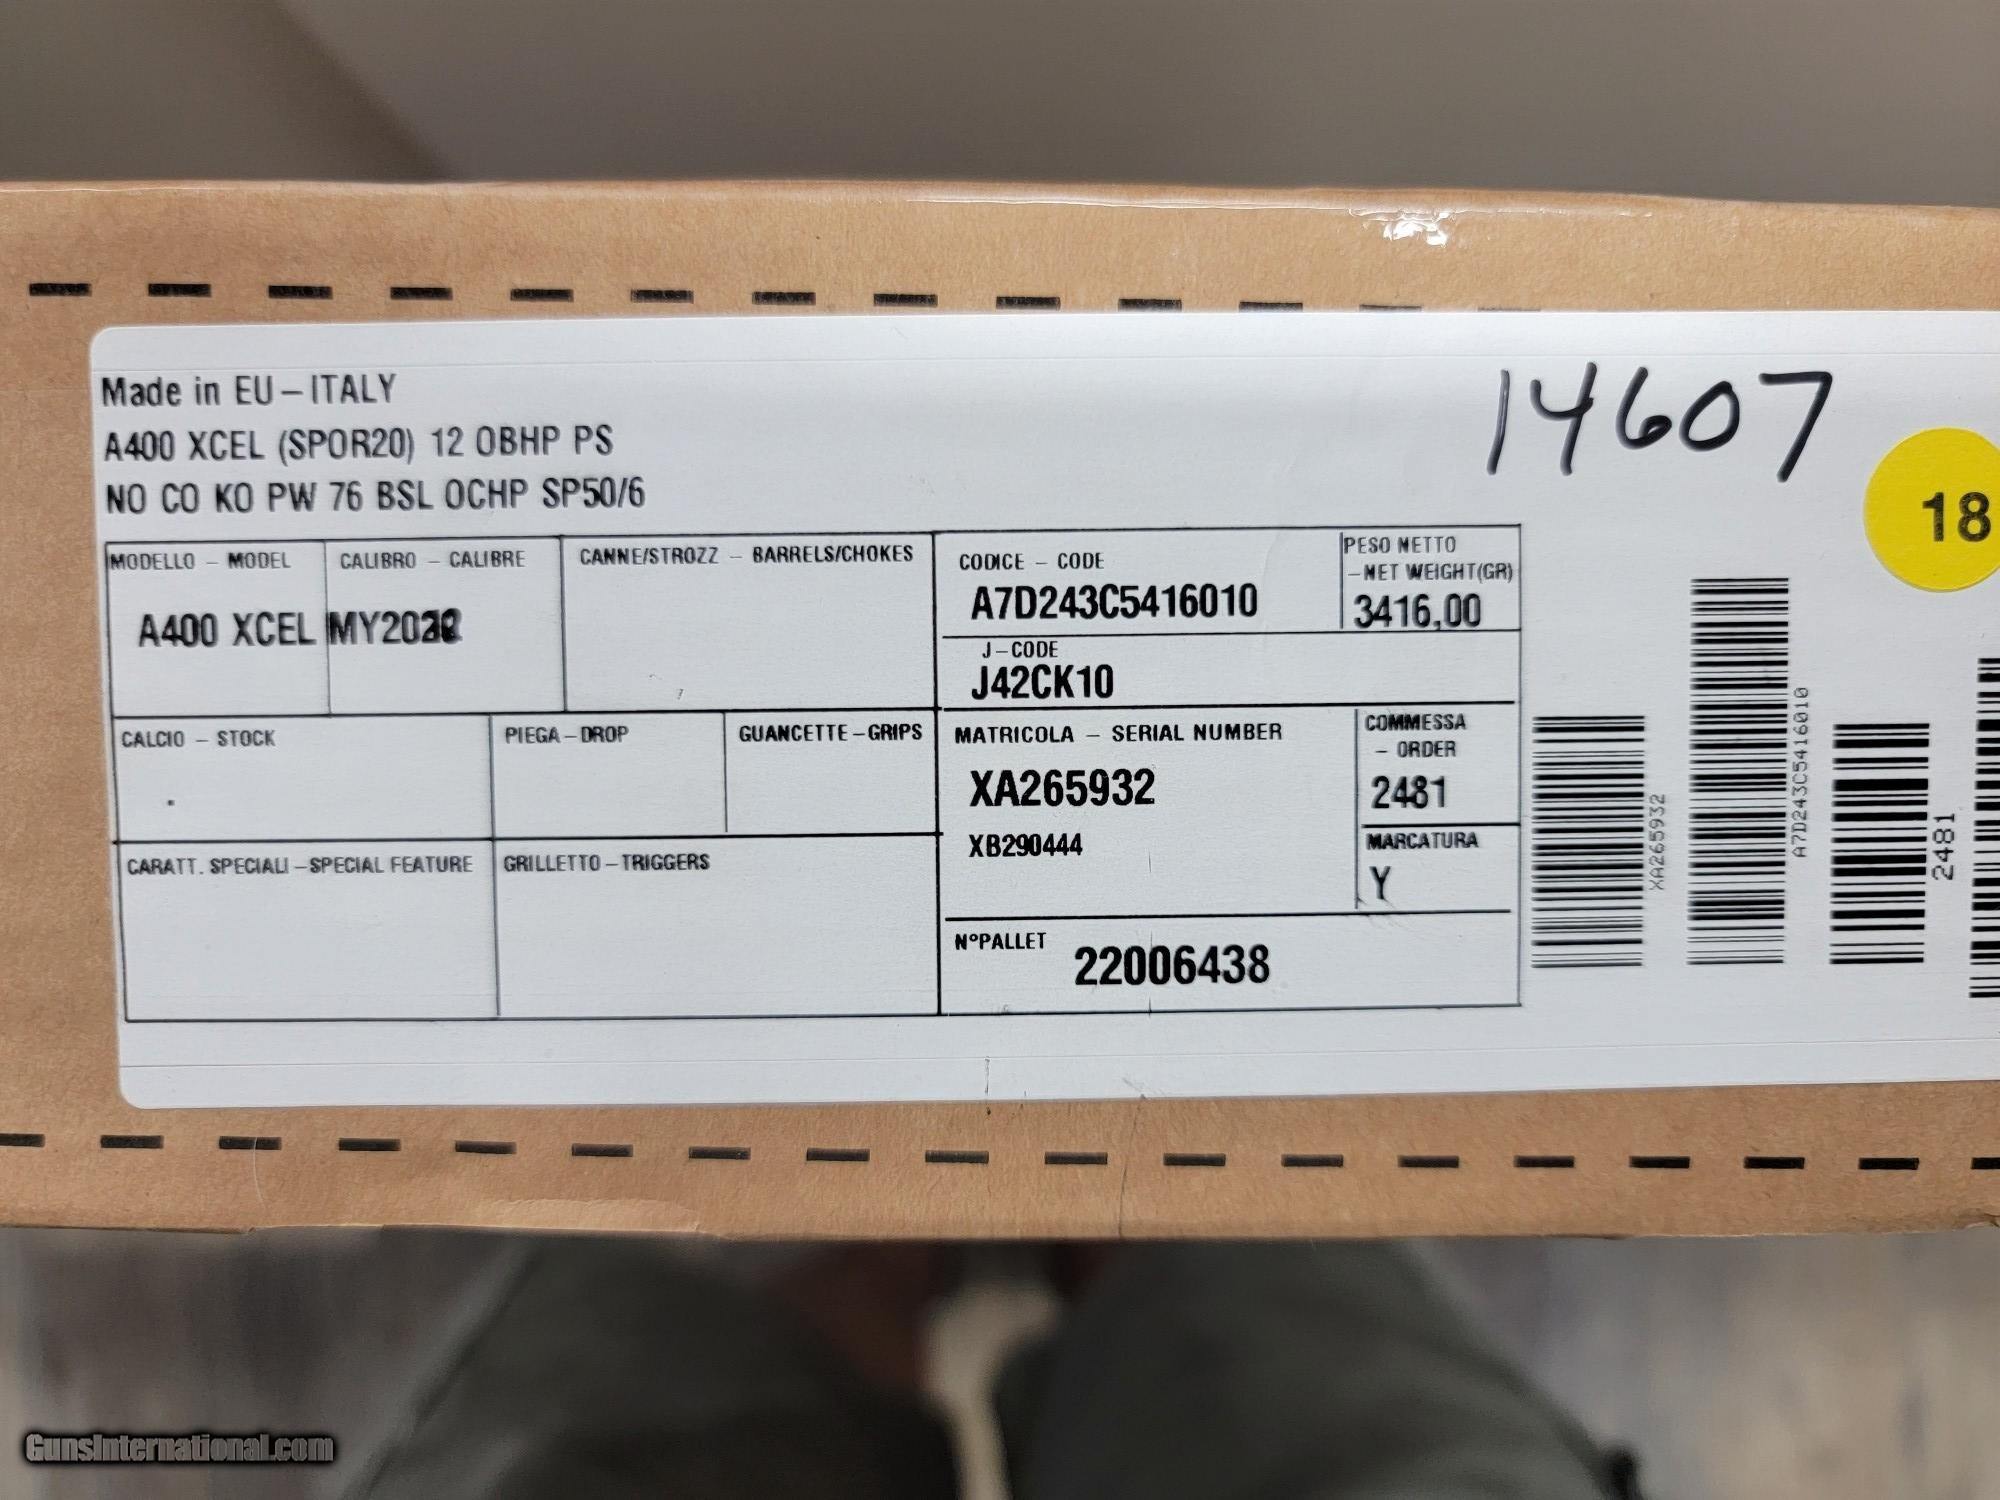 Made in EU – ITALY
14607
A400 XCEL (SPOR20) 12 OBHP PS
NO CO KO PW 76 BSL OCHP SP50/6
18
MODELLO – MODEL
CALIBRO – CALIBRE
CANNE/STROZZ – BARRELS/CHOKES
CODICE – CODE
PESO NETTO
–NET WEIGHT(GR)
A400 XCEL
A7D243C5416010
3416,00
J–CODE
J42CK10
CALCIO – STOCK
PIEGA – DROP
GUANCETTE–GRIPS
MATRICOLA – SERIAL NUMBER
COMMESSA
– ORDER
XA265932
2481
XB290444
MARCATURA
Y
CARATT. SPECIALI –SPECIAL FEATURE
GRILLETTO – TRIGGERS
N°PALLET
22006438
XA265932
A7D243C5416010
2481
GunsInternational.com